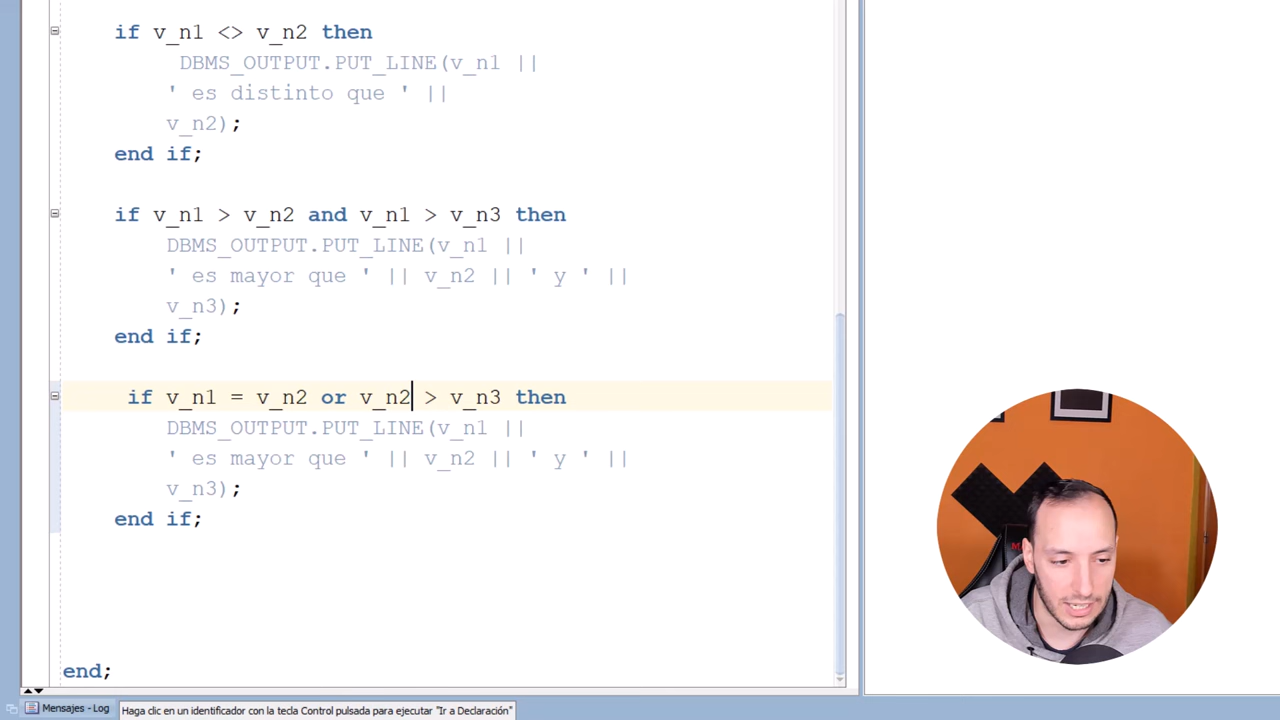 if v_n1 <> v_n2 then
DBMS_OUTPUT.PUT_LINE(v_n1 ||
' es distinto que ' ||
v_n2);
end if;
if v_n1 > v_n2 and v_n1 > v_n3 then
DBMS_OUTPUT.PUT_LINE(v_n1 ||
' es mayor que ' || v_n2 || ' y ' ||
v_n3);
end if;
if v_n1 = v_n2 or v_n2 > v_n3 then
DBMS_OUTPUT.PUT_LINE(v_n1 ||
' es mayor que ' || v_n2 || ' y ' ||
v_n3);
end if;
end;
Mensajes - Log
Haga clic en un identificador con la tecla Control pulsada para ejecutar "Ir a Declaración"